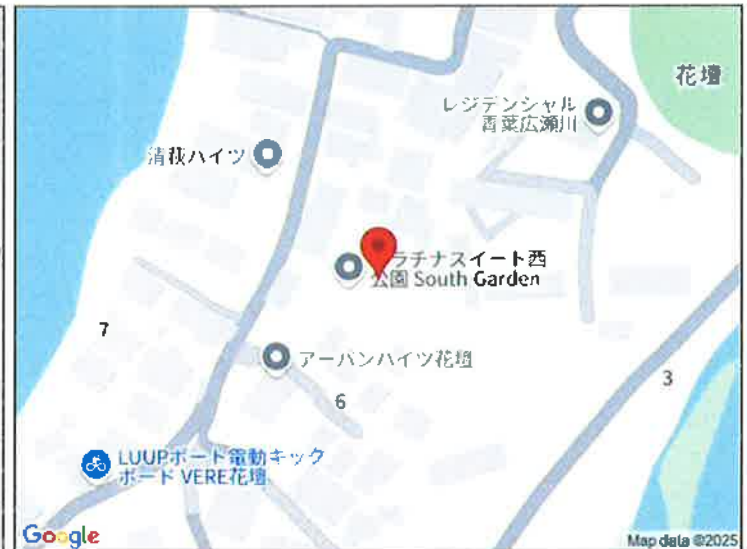 花壇
レジデンシャル
青葉広瀬川
清萩ハイツ
ラチナスイート西
公園 South Garden
7
アーバンハイツ花壇
3
6
LUUPポート電動キック
ボード VERE花壇
Google
Map data ©2025